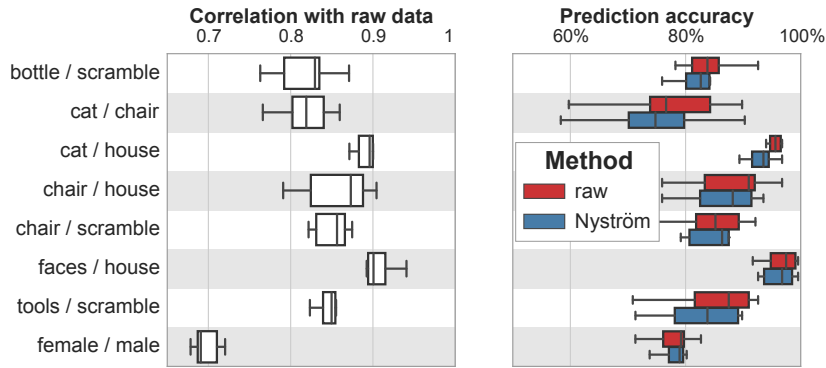 Correlation with raw data
Prediction accuracy
0.7 0.8 0.9 1
60% 80% 100%
bottle / scramble
cat / chair
cat / house
chair / house
chair / scramble
faces / house
tools / scramble
female / male
Method
raw
Nyström